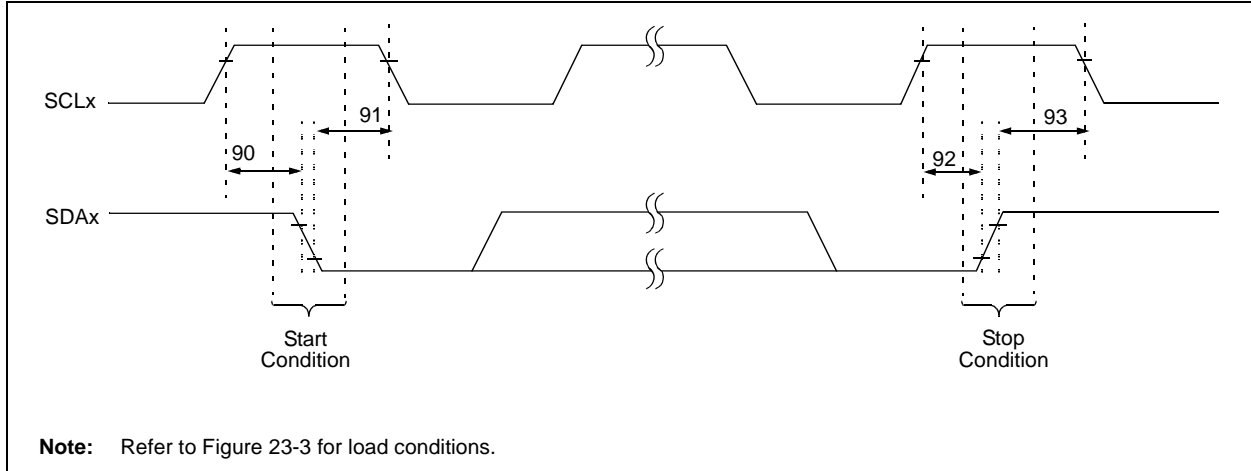 SCLx
91
93
90
92
SDAx
Start
Condition
Stop
Condition
Note: Refer to Figure 23-3 for load conditions.